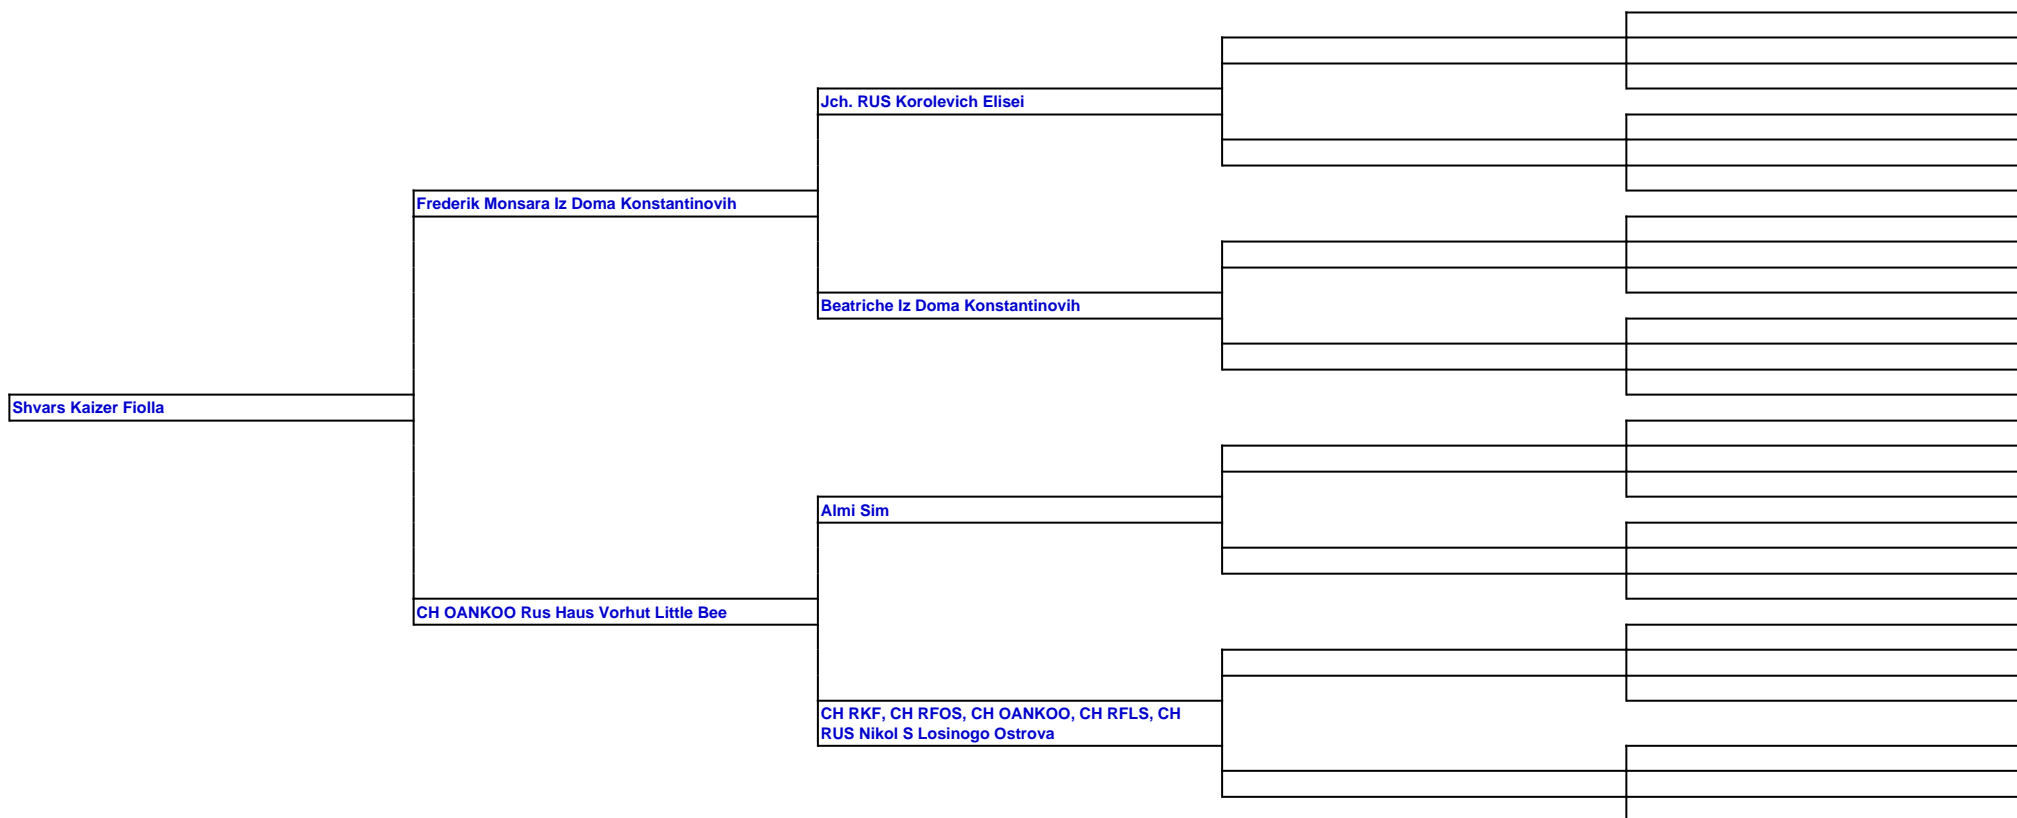 Jch. RUS Korolevich Elisei
Frederik Monsara Iz Doma Konstantinovih
Beatriche Iz Doma Konstantinovih
Shvars Kaizer Fiolla
Almi Sim
CH OANKOO Rus Haus Vorhut Little Bee
CH RKF, CH RFOS, CH OANKOO, CH RFLS, CH
RUS Nikol S Losinogo Ostrova